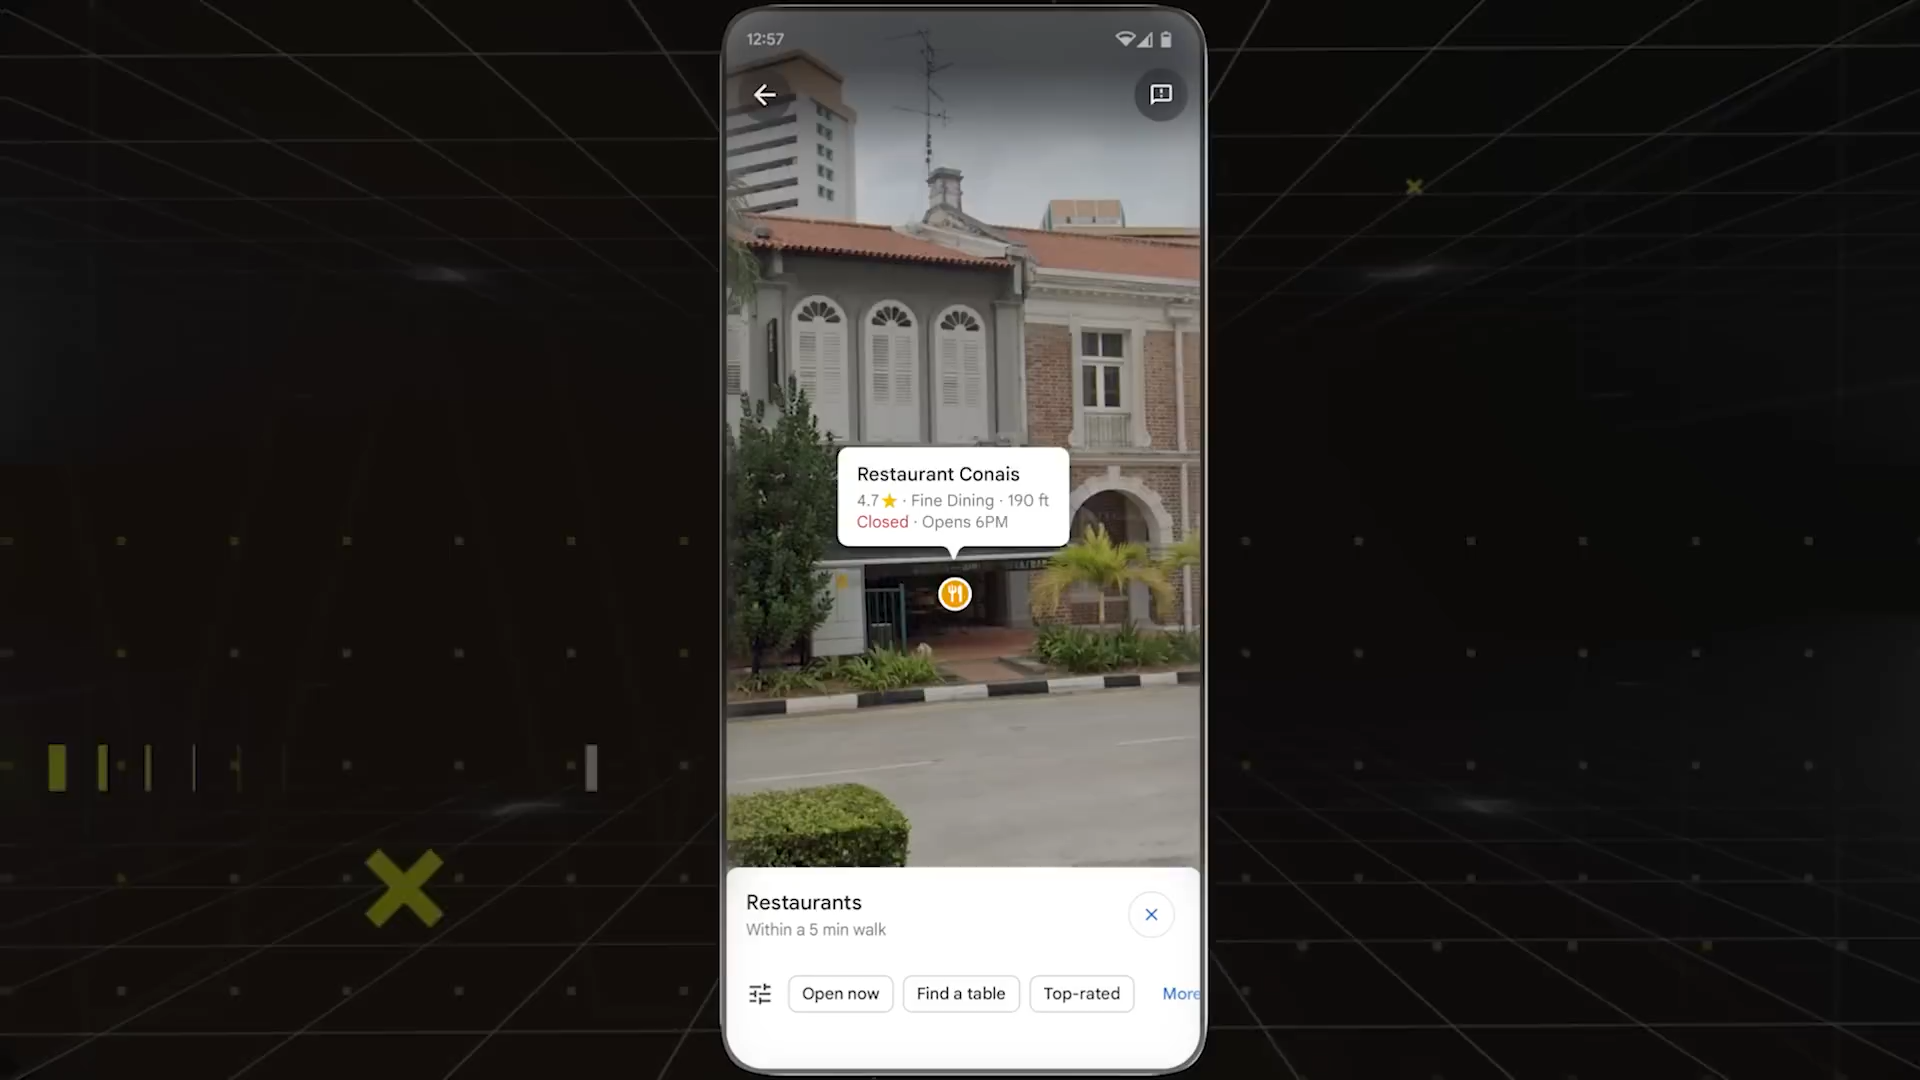 12:57
Restaurant Conais
4.7 · Fine Dining · 190 ft
Closed · Opens 6PM
Restaurants
Within a 5 min walk
Open now
Find a table
Top-rated
More